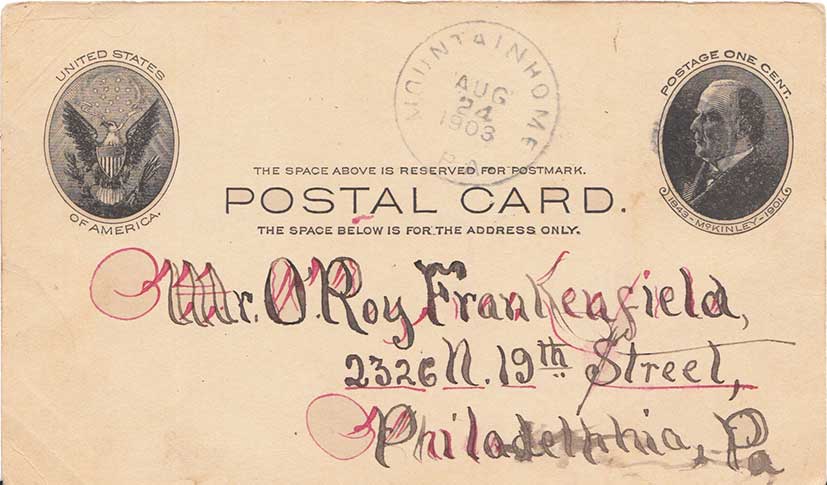 UNITED STATES
OF AMERICA.
MOUNTAINHOME
AUG
24
1903
PA.
POSTAGE ONE CENT.
1843-McKINLEY-1901
THE SPACE ABOVE IS RESERVED FOR POSTMARK.
POSTAL CARD.
THE SPACE BELOW IS FOR THE ADDRESS ONLY.
Mr. O. Roy Frankenfield,
2326 N. 19th Street,
Philadelphia, Pa